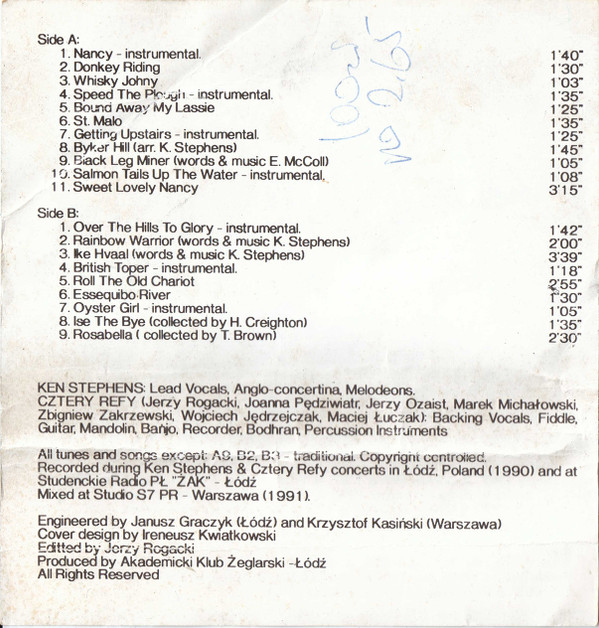 Side A:
1. Nancy - instrumental. 1'40"
2. Donkey Riding 1'30"
3. Whisky Johny 1'03"
4. Speed The Plough - instrumental. 1'35"
5. Bound Away My Lassie 1'25"
6. St. Malo 1'35"
7. Getting Upstairs - instrumental. 1'25"
8. Byker Hill (arr. K. Stephens) 1'45"
9. Black Leg Miner (words & music E. McColl) 1'05"
10. Salmon Tails Up The Water - instrumental, 1'08"
11. Sweet Lovely Nancy 3'15"
Side B:
1. Over The Hills To Glory - instrumental. 1'42"
2. Rainbow Warrior (words & music K. Stephens) 2'00"
3. Ike Hvaal (words & music K. Stephens) 3'39"
4. British Toper - instrumental. 1'18"
5. Roll The Old Chariot 2'55"
6. Essequibo River 1'30"
7. Oyster Girl - instrumental. 1'05"
8. Ise The Bye (collected by H. Creighton) 1'35"
9. Rosabella ( collected by T. Brown) 2'30"
KEN STEPHENS: Lead Vocals, Anglo-concertina, Melodeons.
CZTERY REFY (Jerzy Rogacki, Joanna Pędziwiatr, Jerzy Ozaist, Marek Michałowski,
Zbigniew Zakrzewski, Wojciech Jędrzejczak, Maciej Łuczak): Backing Vocals, Fiddle,
Guitar, Mandolin, Banjo, Recorder, Bodhran, Percussion Instruments
All tunes and songs except: A9, B2, B3 - traditional. Copyright controlled.
Recorded during Ken Stephens & Cztery Refy concerts in Łódź, Poland (1990) and at
Studenckie Radio PŁ "ŻAK" - Łódź
Mixed at Studio S7 PR - Warszawa (1991).
Engineered by Janusz Graczyk (Łódź) and Krzysztof Kasiński (Warszawa)
Cover design by Ireneusz Kwiatkowski
Editted by Jerzy Rogacki
Produced by Akademicki Klub Żeglarski -Łódź
All Rights Reserved
2.65